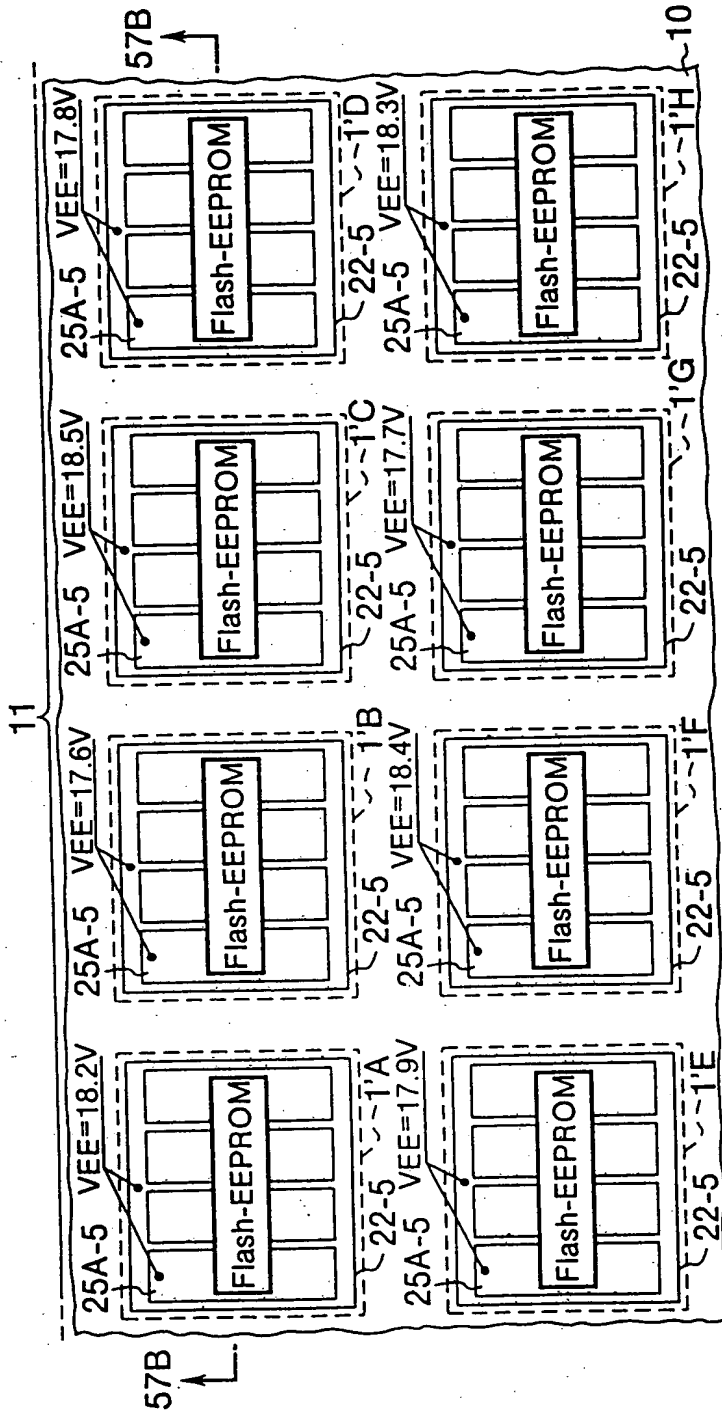 11
57B
57B
25A-5 VEE=18.2V
25A-5 VEE=17.6V
25A-5 VEE=18.5V
25A-5 VEE=17.8V
Flash-EEPROM
Flash-EEPROM
Flash-EEPROM
Flash-EEPROM
22-5 1'A
22-5 1'B
22-5 1'C
22-5 1'D
25A-5 VEE=17.9V
25A-5 VEE=18.4V
25A-5 VEE=17.7V
25A-5 VEE=18.3V
Flash-EEPROM
Flash-EEPROM
Flash-EEPROM
Flash-EEPROM
22-5 1'E
22-5 1'F
22-5 1'G
22-5 1'H
10